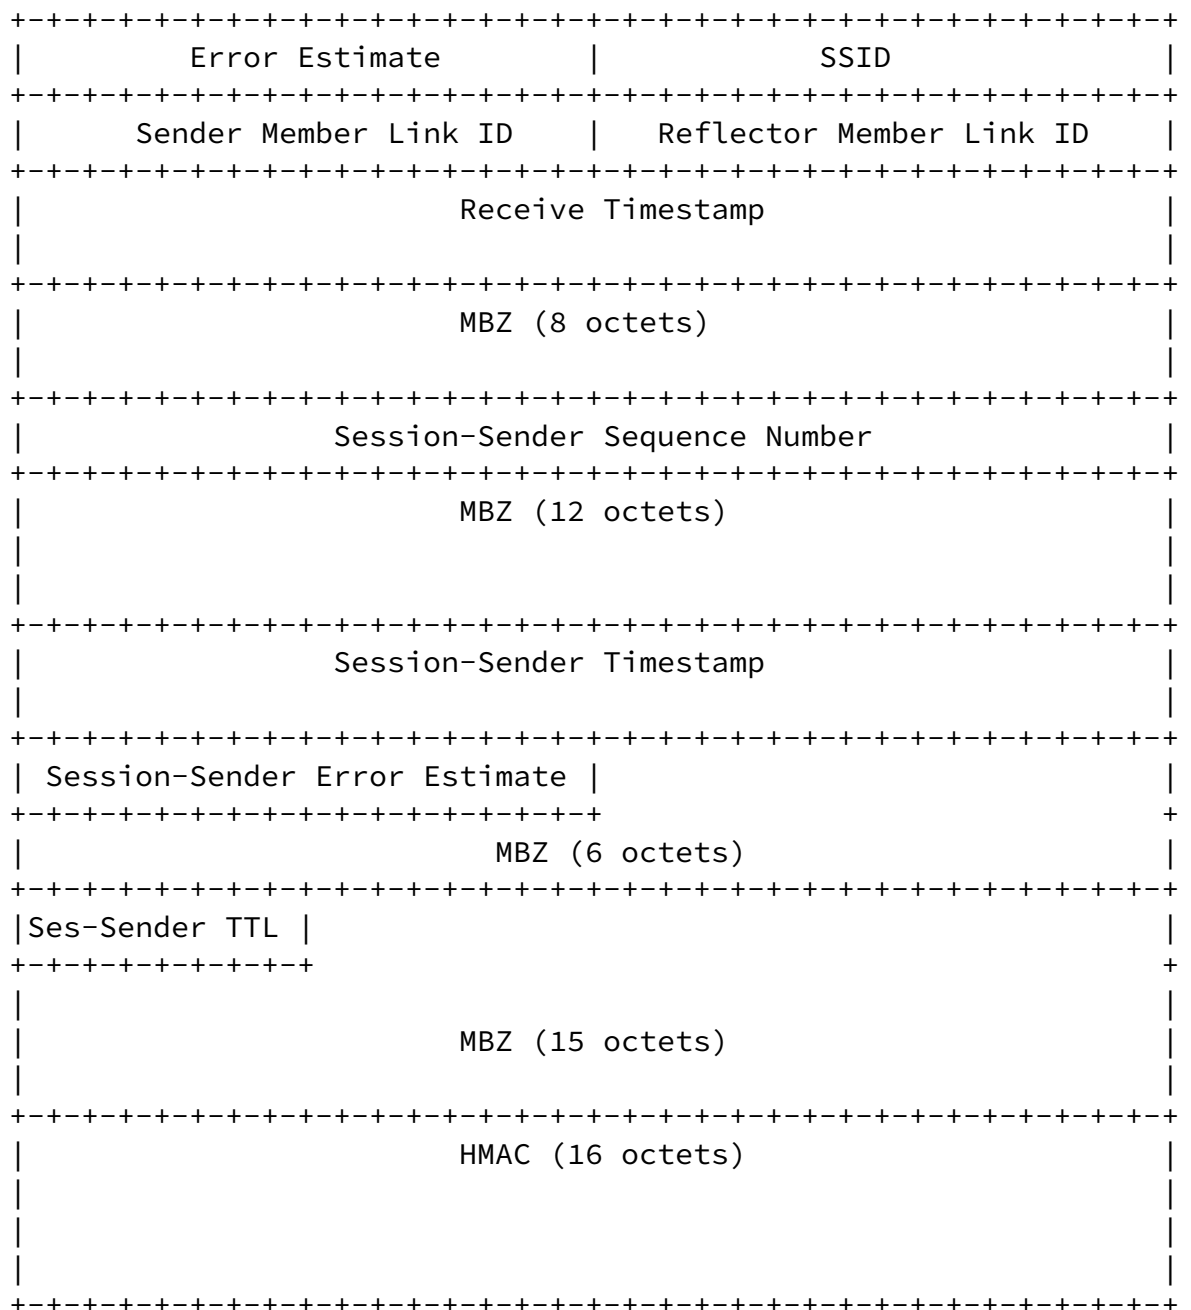 +-+-+-+-+-+-+-+-+-+-+-+-+-+-+-+-+-+-+-+-+-+-+-+-+-+-+-+-+-+-+-+-+
|         Error Estimate        |            SSID               |
+-+-+-+-+-+-+-+-+-+-+-+-+-+-+-+-+-+-+-+-+-+-+-+-+-+-+-+-+-+-+-+-+
|      Sender Member Link ID    |   Reflector Member Link ID    |
+-+-+-+-+-+-+-+-+-+-+-+-+-+-+-+-+-+-+-+-+-+-+-+-+-+-+-+-+-+-+-+-+
|                        Receive Timestamp                      |
|                                                               |
+-+-+-+-+-+-+-+-+-+-+-+-+-+-+-+-+-+-+-+-+-+-+-+-+-+-+-+-+-+-+-+-+
|                        MBZ (8 octets)                         |
|                                                               |
+-+-+-+-+-+-+-+-+-+-+-+-+-+-+-+-+-+-+-+-+-+-+-+-+-+-+-+-+-+-+-+-+
|                 Session-Sender Sequence Number                |
+-+-+-+-+-+-+-+-+-+-+-+-+-+-+-+-+-+-+-+-+-+-+-+-+-+-+-+-+-+-+-+-+
|                        MBZ (12 octets)                        |
|                                                               |
|                                                               |
+-+-+-+-+-+-+-+-+-+-+-+-+-+-+-+-+-+-+-+-+-+-+-+-+-+-+-+-+-+-+-+-+
|                 Session-Sender Timestamp                      |
|                                                               |
+-+-+-+-+-+-+-+-+-+-+-+-+-+-+-+-+-+-+-+-+-+-+-+-+-+-+-+-+-+-+-+-+
| Session-Sender Error Estimate |                               |
+-+-+-+-+-+-+-+-+-+-+-+-+-+-+-+-+                               +
|                          MBZ (6 octets)                       |
+-+-+-+-+-+-+-+-+-+-+-+-+-+-+-+-+-+-+-+-+-+-+-+-+-+-+-+-+-+-+-+-+
|Ses-Sender TTL |                                               |
+-+-+-+-+-+-+-+-+                                               +
|                                                               |
|                        MBZ (15 octets)                        |
|                                                               |
+-+-+-+-+-+-+-+-+-+-+-+-+-+-+-+-+-+-+-+-+-+-+-+-+-+-+-+-+-+-+-+-+
|                        HMAC (16 octets)                       |
|                                                               |
|                                                               |
|                                                               |
+-+-+-+-+-+-+-+-+-+-+-+-+-+-+-+-+-+-+-+-+-+-+-+-+-+-+-+-+-+-+-+-+